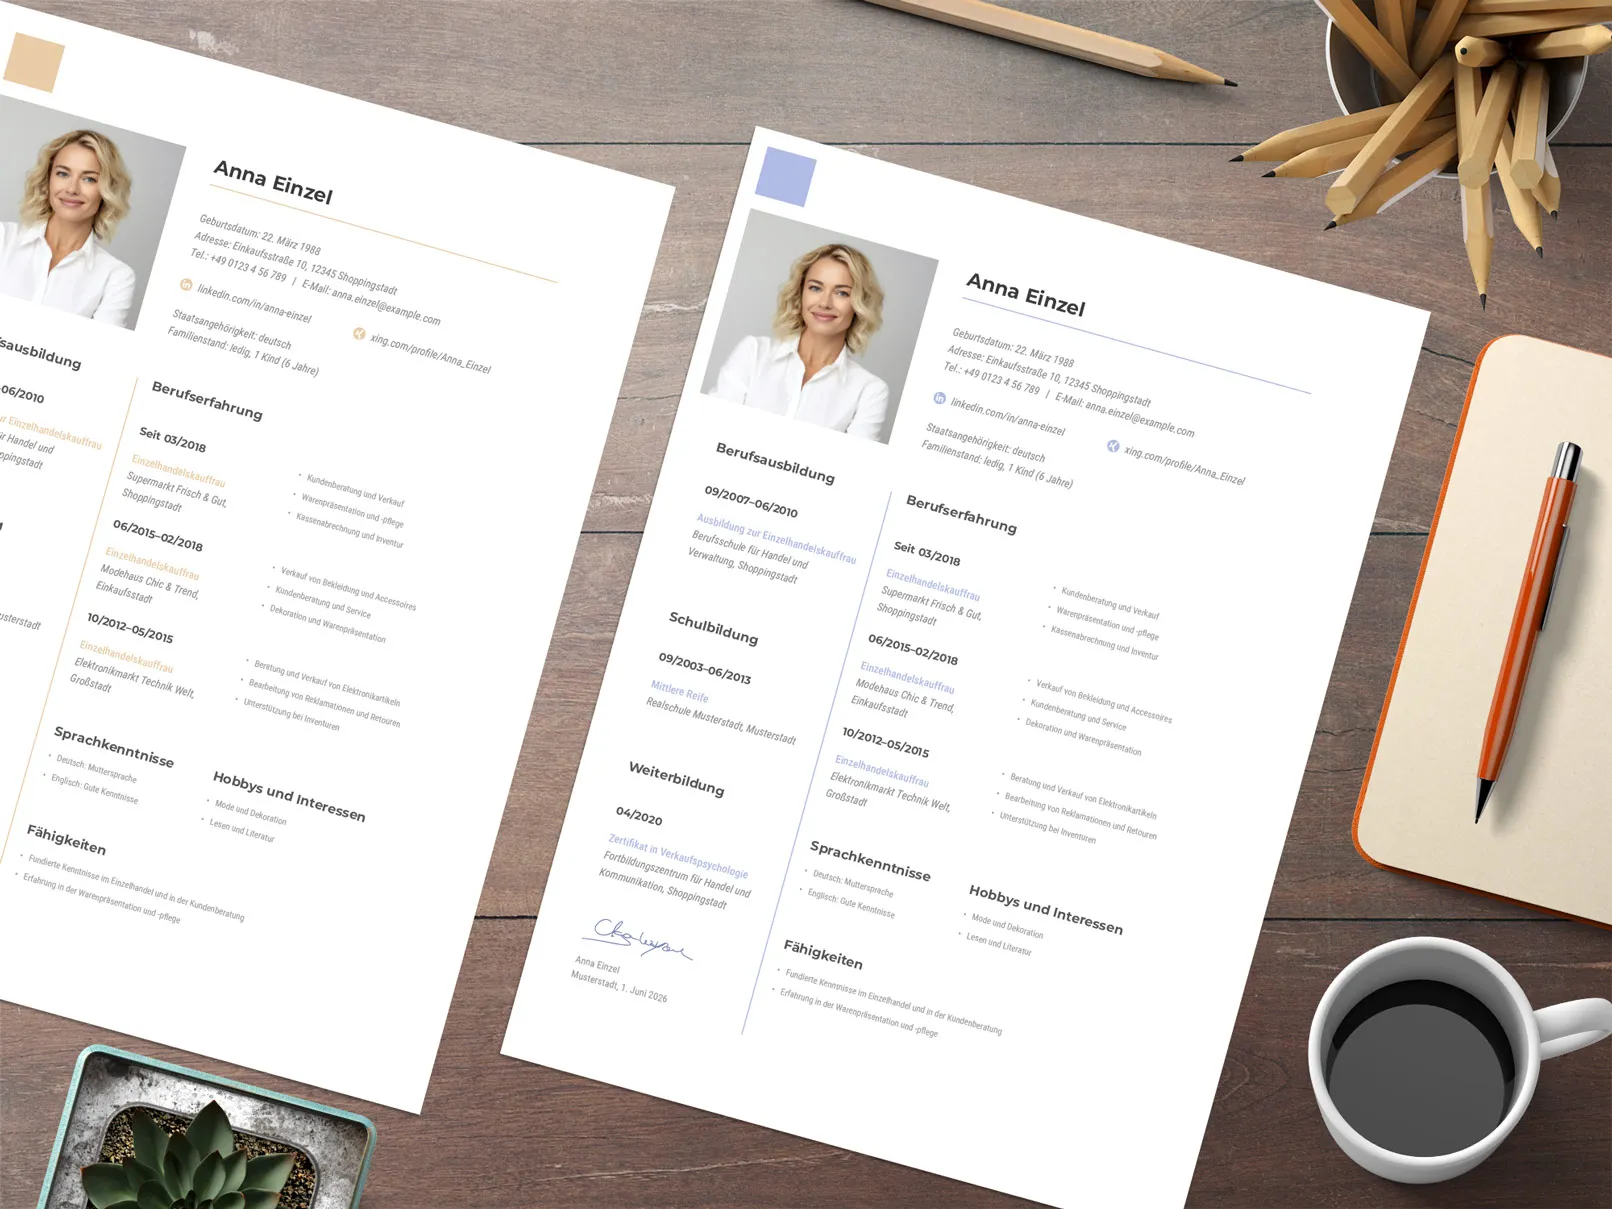 Anna Einzel
Geburtsdatum: 22. März 1988
Adresse: Einkaufsstraße 10, 12345 Shoppingstadt
Tel.: +49 0123 4 56 789 | E-Mail: anna.einzel@example.com
linkedin.com/in/anna-einzel
xing.com/profile/Anna_Einzel
Staatsangehörigkeit: deutsch
Familienstand: ledig, 1 Kind (6 Jahre)
sausbildung
-06/2010
ur Einzelhandelskauffrau
ür Handel und
ppingstadt
usterstadt
Berufserfahrung
Seit 03/2018
Einzelhandelskauffrau
Supermarkt Frisch & Gut,
Shoppingstadt
• Kundenberatung und Verkauf
• Warenpräsentation und -pflege
• Kassenabrechnung und Inventur
06/2015–02/2018
Einzelhandelskauffrau
Modehaus Chic & Trend,
Einkaufsstadt
• Verkauf von Bekleidung und Accessoires
• Kundenberatung und Service
• Dekoration und Warenpräsentation
10/2012–05/2015
Einzelhandelskauffrau
Elektronikmarkt Technik Welt,
Großstadt
• Beratung und Verkauf von Elektronikartikeln
• Bearbeitung von Reklamationen und Retouren
• Unterstützung bei Inventuren
Sprachkenntnisse
• Deutsch: Muttersprache
• Englisch: Gute Kenntnisse
Hobbys und Interessen
• Mode und Dekoration
• Lesen und Literatur
Fähigkeiten
• Fundierte Kenntnisse im Einzelhandel und in der Kundenberatung
• Erfahrung in der Warenpräsentation und -pflege
Anna Einzel
Geburtsdatum: 22. März 1988
Adresse: Einkaufsstraße 10, 12345 Shoppingstadt
Tel.: +49 0123 4 56 789 | E-Mail: anna.einzel@example.com
linkedin.com/in/anna-einzel
xing.com/profile/Anna_Einzel
Staatsangehörigkeit: deutsch
Familienstand: ledig, 1 Kind (6 Jahre)
Berufsausbildung
09/2007–06/2010
Ausbildung zur Einzelhandelskauffrau
Berufsschule für Handel und
Verwaltung, Shoppingstadt
Schulbildung
09/2003–06/2013
Mittlere Reife
Realschule Musterstadt, Musterstadt
Weiterbildung
04/2020
Zertifikat in Verkaufspsychologie
Fortbildungszentrum für Handel und
Kommunikation, Shoppingstadt
Anna Einzel
Musterstadt, 1. Juni 2026
Berufserfahrung
Seit 03/2018
Einzelhandelskauffrau
Supermarkt Frisch & Gut,
Shoppingstadt
• Kundenberatung und Verkauf
• Warenpräsentation und -pflege
• Kassenabrechnung und Inventur
06/2015–02/2018
Einzelhandelskauffrau
Modehaus Chic & Trend,
Einkaufsstadt
• Verkauf von Bekleidung und Accessoires
• Kundenberatung und Service
• Dekoration und Warenpräsentation
10/2012–05/2015
Einzelhandelskauffrau
Elektronikmarkt Technik Welt,
Großstadt
• Beratung und Verkauf von Elektronikartikeln
• Bearbeitung von Reklamationen und Retouren
• Unterstützung bei Inventuren
Sprachkenntnisse
• Deutsch: Muttersprache
• Englisch: Gute Kenntnisse
Hobbys und Interessen
• Mode und Dekoration
• Lesen und Literatur
Fähigkeiten
• Fundierte Kenntnisse im Einzelhandel und in der Kundenberatung
• Erfahrung in der Warenpräsentation und -pflege